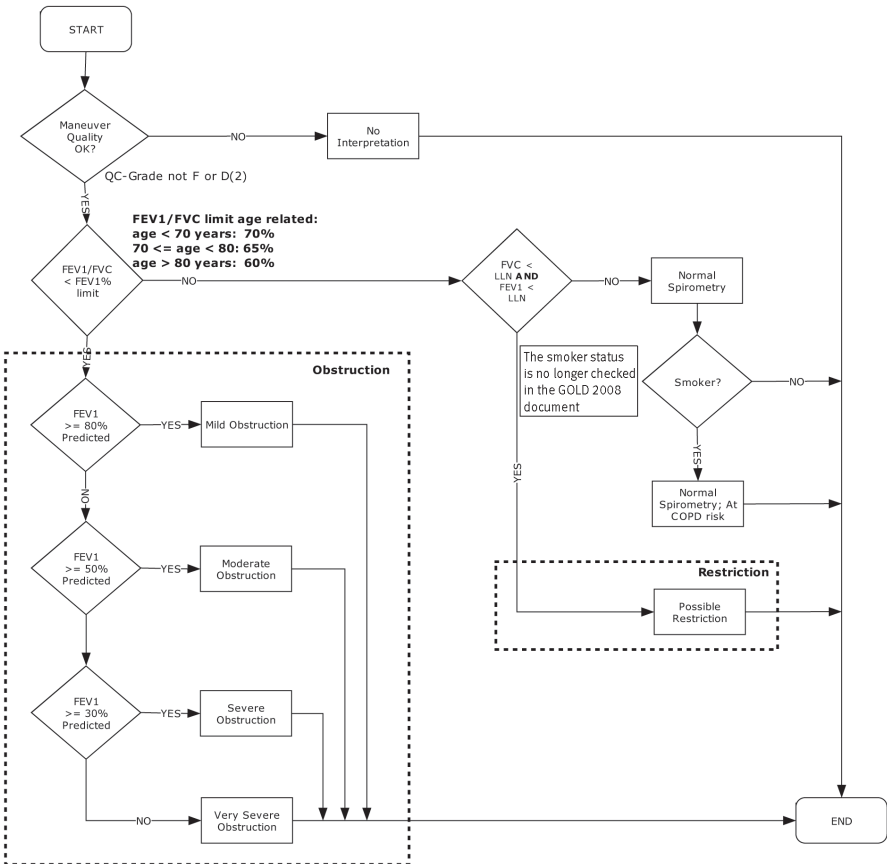 START
Maneuver
Quality
OK?
NO
No
Interpretation
QC-Grade not F or D(2)
YES
FEV1/FVC limit age related:
age < 70 years: 70%
70 <= age < 80: 65%
age > 80 years: 60%
FEV1/FVC
< FEV1%
limit
NO
FVC <
LLN AND
FEV1 <
LLN
NO
Normal
Spirometry
YES
Obstruction
The smoker status
is no longer checked
in the GOLD 2008
document
Smoker?
NO
FEV1
>= 80%
Predicted
YES
Mild Obstruction
YES
YES
Normal
Spirometry; At
COPD risk
NO
FEV1
>= 50%
Predicted
YES
Moderate
Obstruction
Restriction
Possible
Restriction
FEV1
>= 30%
Predicted
YES
Severe
Obstruction
NO
Very Severe
Obstruction
END